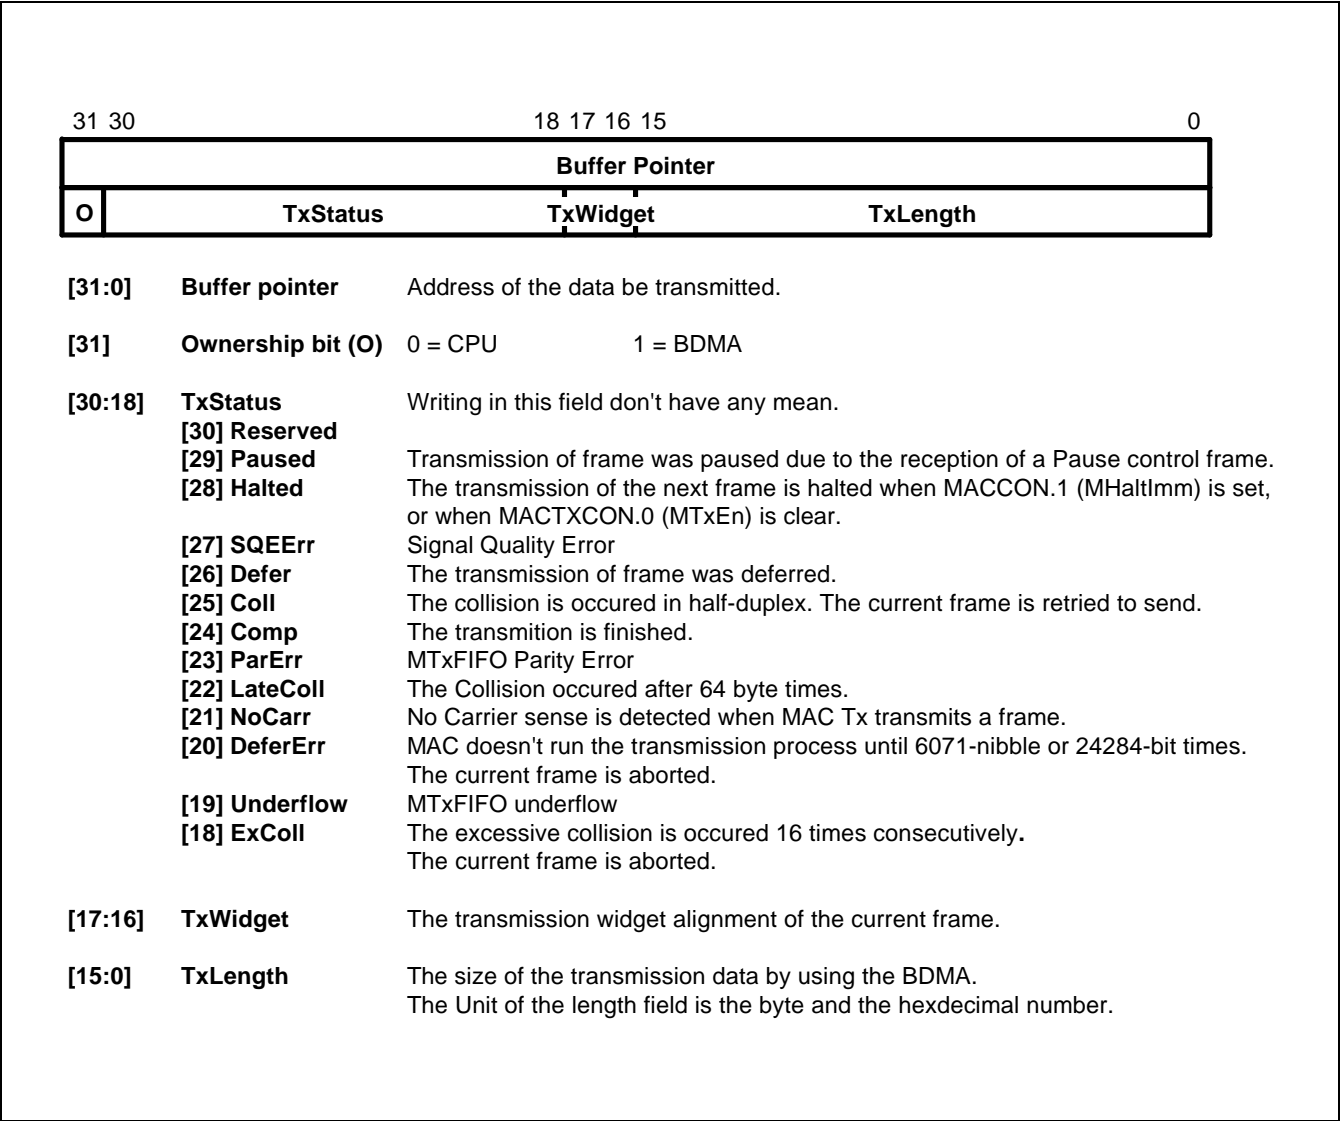 31 30 18 17 16 15 0
Buffer Pointer
O TxStatus TxWidget TxLength
[31:0] Buffer pointer Address of the data be transmitted.
[31] Ownership bit (O) 0 = CPU 1 = BDMA
[30:18] TxStatus Writing in this field don't have any mean.
[30] Reserved
[29] Paused Transmission of frame was paused due to the reception of a Pause control frame.
[28] Halted The transmission of the next frame is halted when MACCON.1 (MHaltImm) is set,
or when MACTXCON.0 (MTxEn) is clear.
[27] SQEErr Signal Quality Error
[26] Defer The transmission of frame was deferred.
[25] Coll The collision is occured in half-duplex. The current frame is retried to send.
[24] Comp The transmition is finished.
[23] ParErr MTxFIFO Parity Error
[22] LateColl The Collision occured after 64 byte times.
[21] NoCarr No Carrier sense is detected when MAC Tx transmits a frame.
[20] DeferErr MAC doesn't run the transmission process until 6071-nibble or 24284-bit times.
The current frame is aborted.
[19] Underflow MTxFIFO underflow
[18] ExColl The excessive collision is occured 16 times consecutively.
The current frame is aborted.
[17:16] TxWidget The transmission widget alignment of the current frame.
[15:0] TxLength The size of the transmission data by using the BDMA.
The Unit of the length field is the byte and the hexdecimal number.